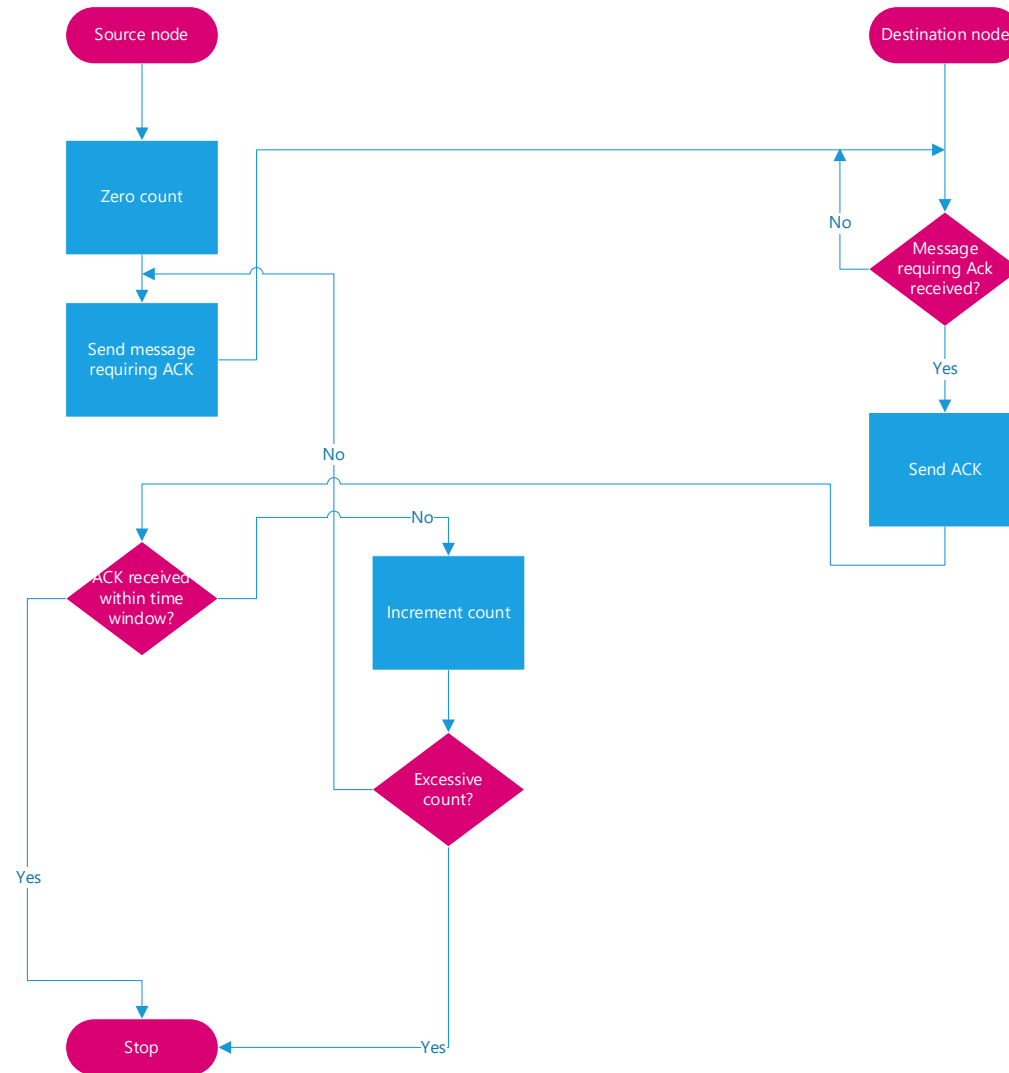 Source node
Destination node
Zero count
No
Message
requirng Ack
received?
Send message
requiring ACK
Yes
No
Send ACK
No
ACK received
within time
window?
Increment count
Excessive
count?
Yes
Stop
Yes